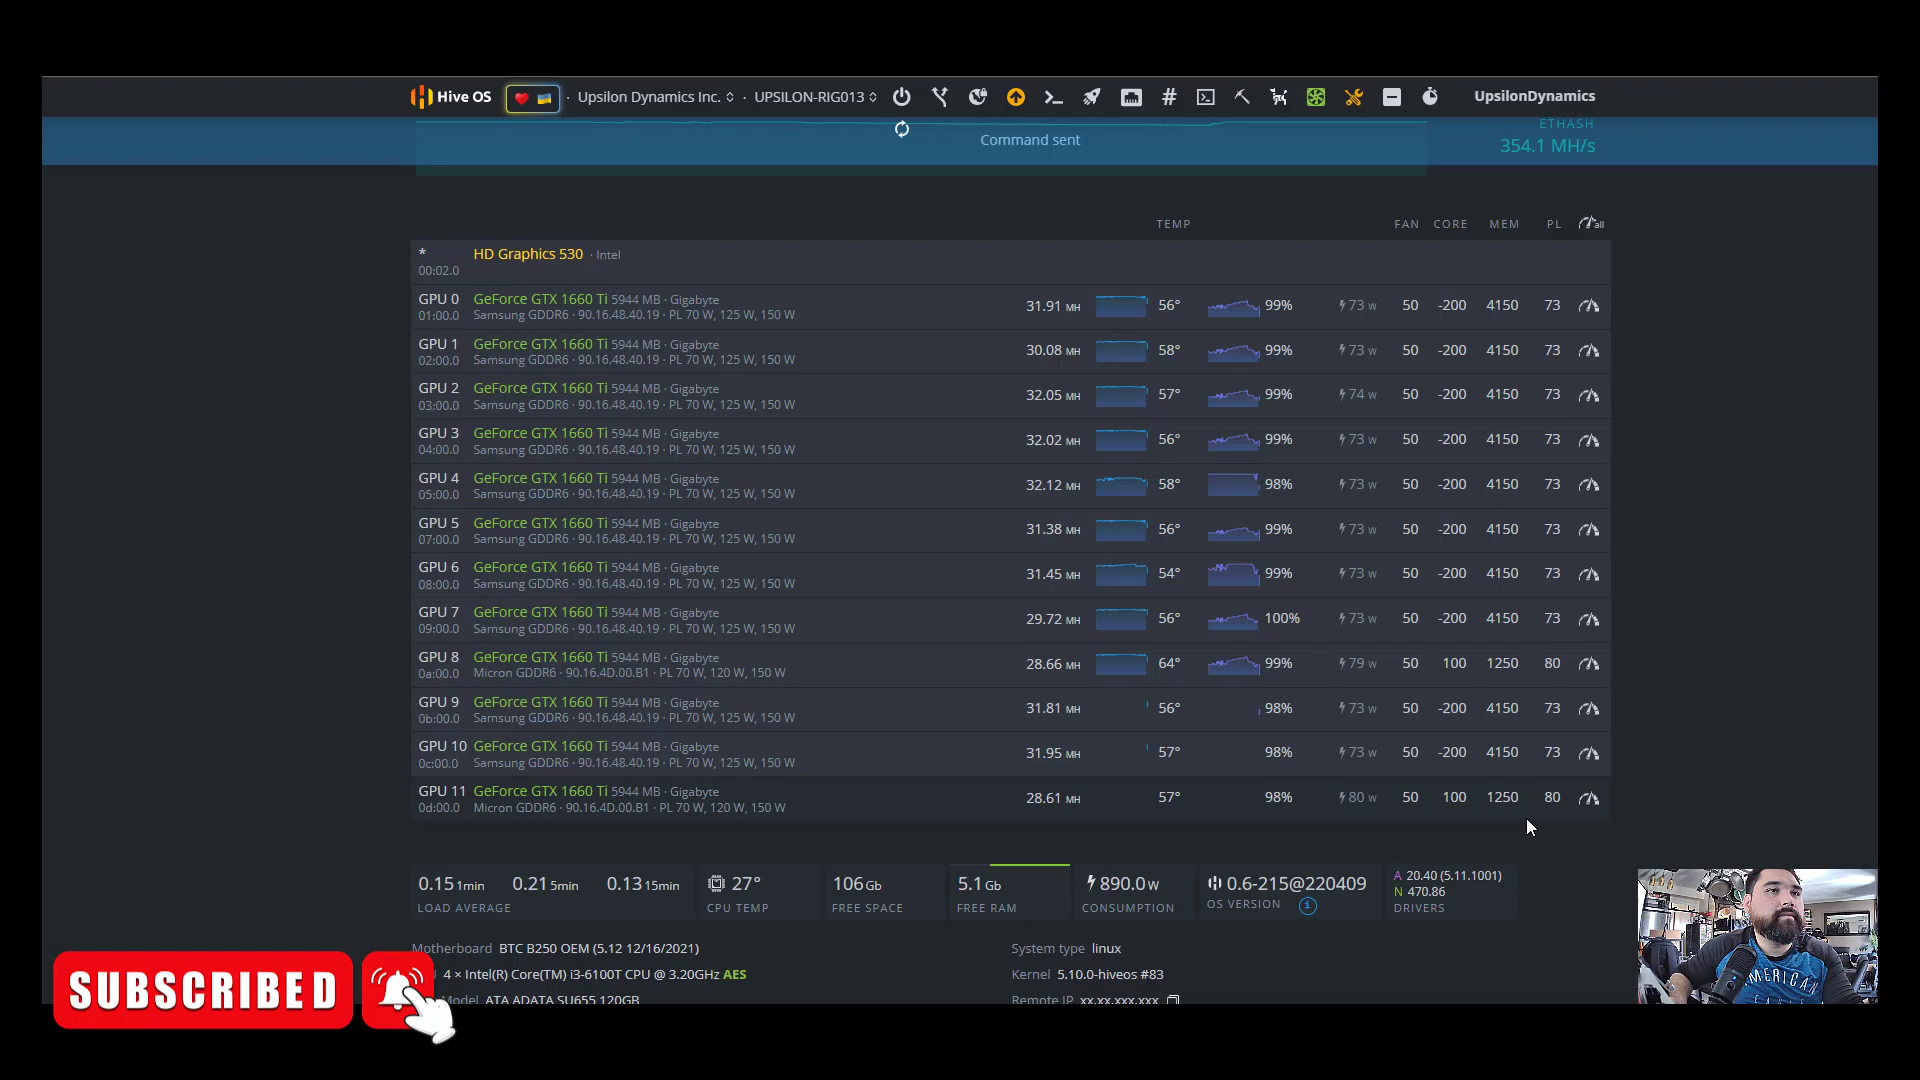 Hive OS · Upsilon Dynamics Inc. · UPSILON-RIG013 UpsilonDynamics
ETHASH
Command sent
354.1 MH/s
TEMP FAN CORE MEM PL all
* HD Graphics 530 · Intel
00:02.0
GPU 0 GeForce GTX 1660 Ti 5944 MB · Gigabyte 31.91 MH 56° 99% 73 W 50 -200 4150 73
01:00.0 Samsung GDDR6 · 90.16.48.40.19 · PL 70 W, 125 W, 150 W
GPU 1 GeForce GTX 1660 Ti 5944 MB · Gigabyte 30.08 MH 58° 99% 73 W 50 -200 4150 73
02:00.0 Samsung GDDR6 · 90.16.48.40.19 · PL 70 W, 125 W, 150 W
GPU 2 GeForce GTX 1660 Ti 5944 MB · Gigabyte 32.05 MH 57° 99% 74 W 50 -200 4150 73
03:00.0 Samsung GDDR6 · 90.16.48.40.19 · PL 70 W, 125 W, 150 W
GPU 3 GeForce GTX 1660 Ti 5944 MB · Gigabyte 32.02 MH 56° 99% 73 W 50 -200 4150 73
04:00.0 Samsung GDDR6 · 90.16.48.40.19 · PL 70 W, 125 W, 150 W
GPU 4 GeForce GTX 1660 Ti 5944 MB · Gigabyte 32.12 MH 58° 98% 73 W 50 -200 4150 73
05:00.0 Samsung GDDR6 · 90.16.48.40.19 · PL 70 W, 125 W, 150 W
GPU 5 GeForce GTX 1660 Ti 5944 MB · Gigabyte 31.38 MH 56° 99% 73 W 50 -200 4150 73
07:00.0 Samsung GDDR6 · 90.16.48.40.19 · PL 70 W, 125 W, 150 W
GPU 6 GeForce GTX 1660 Ti 5944 MB · Gigabyte 31.45 MH 54° 99% 73 W 50 -200 4150 73
08:00.0 Samsung GDDR6 · 90.16.48.40.19 · PL 70 W, 125 W, 150 W
GPU 7 GeForce GTX 1660 Ti 5944 MB · Gigabyte 29.72 MH 56° 100% 73 W 50 -200 4150 73
09:00.0 Samsung GDDR6 · 90.16.48.40.19 · PL 70 W, 125 W, 150 W
GPU 8 GeForce GTX 1660 Ti 5944 MB · Gigabyte 28.66 MH 64° 99% 79 W 50 100 1250 80
0a:00.0 Micron GDDR6 · 90.16.4D.00.B1 · PL 70 W, 120 W, 150 W
GPU 9 GeForce GTX 1660 Ti 5944 MB · Gigabyte 31.81 MH 56° 98% 73 W 50 -200 4150 73
0b:00.0 Samsung GDDR6 · 90.16.48.40.19 · PL 70 W, 125 W, 150 W
GPU 10 GeForce GTX 1660 Ti 5944 MB · Gigabyte 31.95 MH 57° 98% 73 W 50 -200 4150 73
0c:00.0 Samsung GDDR6 · 90.16.48.40.19 · PL 70 W, 125 W, 150 W
GPU 11 GeForce GTX 1660 Ti 5944 MB · Gigabyte 28.61 MH 57° 98% 80 W 50 100 1250 80
0d:00.0 Micron GDDR6 · 90.16.4D.00.B1 · PL 70 W, 120 W, 150 W
0.15 1min 0.21 5min 0.13 15min 27° 106 Gb 5.1 Gb 890.0 W 0.6-215@220409 A 20.40 (5.11.1001)
N 470.86
LOAD AVERAGE CPU TEMP FREE SPACE FREE RAM CONSUMPTION OS VERSION DRIVERS
Motherboard BTC B250 OEM (5.12 12/16/2021) System type linux
4 × Intel(R) Core(TM) i3-6100T CPU @ 3.20GHz AES Kernel 5.10.0-hiveos #83
Model ATA ADATA SU655 120GB Remote IP xx.xx.xxx.xxx
SUBSCRIBED
AMERICAN
EAGLE